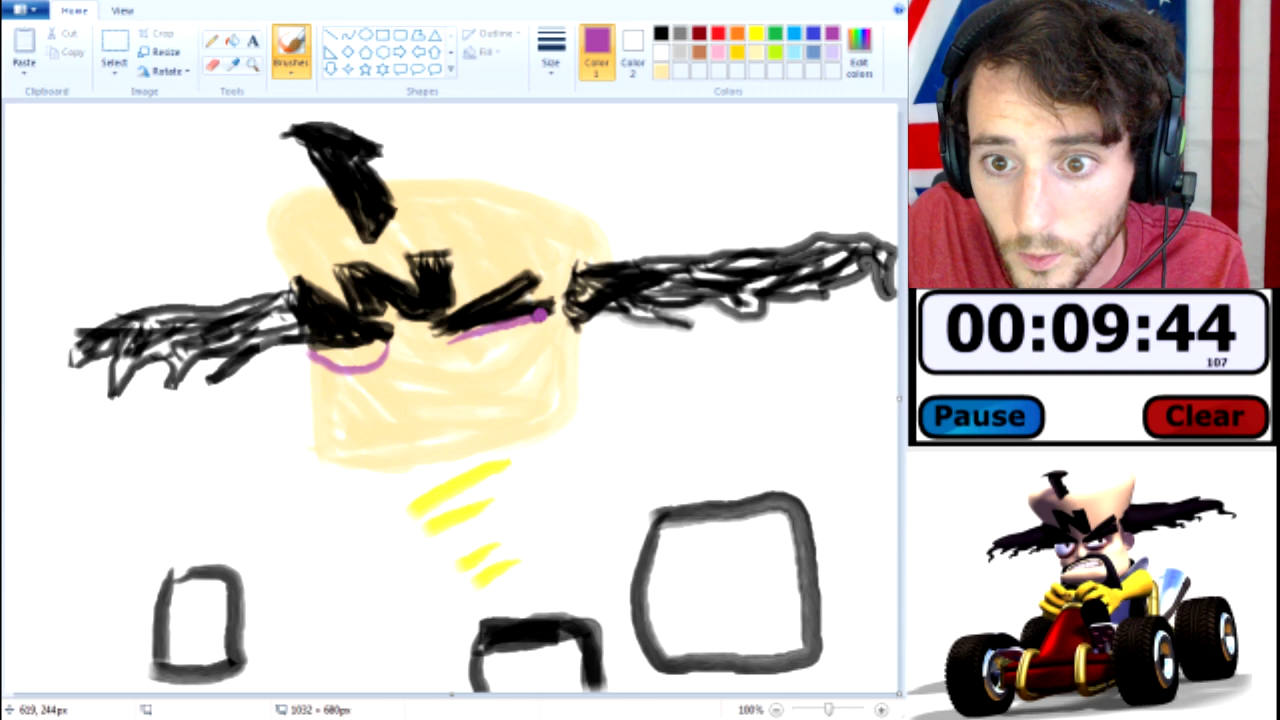 Home View
Cut
Copy
Paste
Crop
Resize
Rotate
Select
A
Brushes
Outline
Fill
Size
Color 1
Color 2
Edit colors
Clipboard Image Tools Shapes Colors
N
00:09:44
107
Pause Clear
N
619, 244px 1032 × 680px 100%